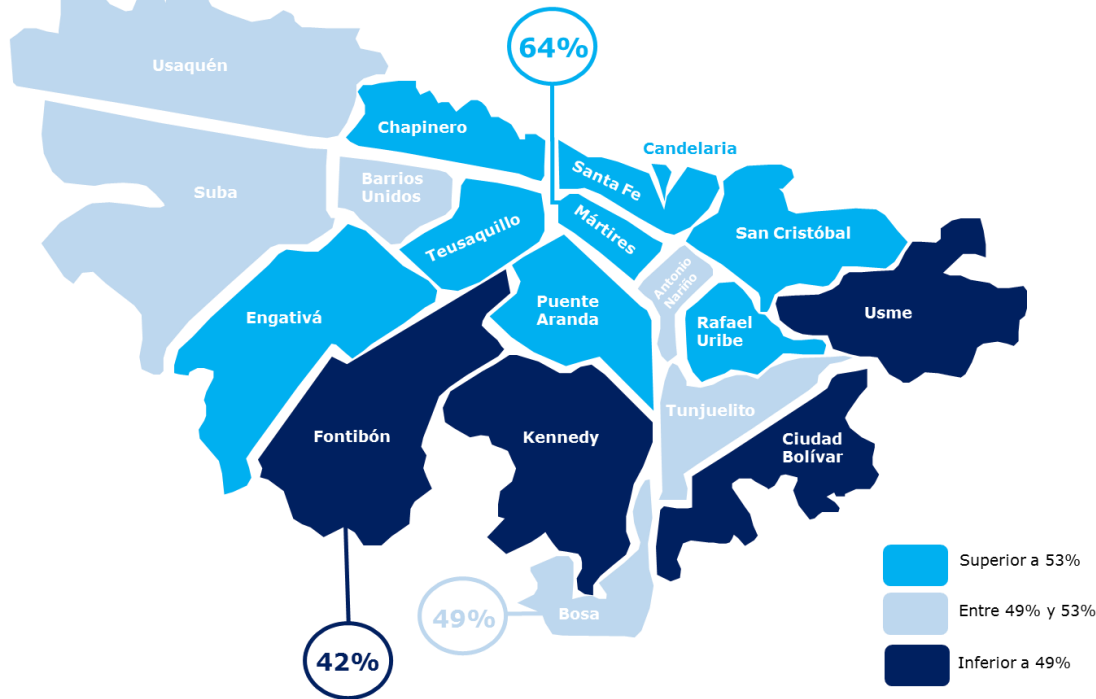 64%
Usaquén
Chapinero
Candelaria
Santa Fe
Barrios
Unidos
Suba
Teusaquillo
Mártires
San Cristóbal
Antonio
Nariño
Engativá
Puente
Aranda
Rafael
Uribe
Usme
Tunjuelito
Fontibón
Kennedy
Ciudad
Bolívar
Bosa
49%
42%
Superior a 53%
Entre 49% y 53%
Inferior a 49%